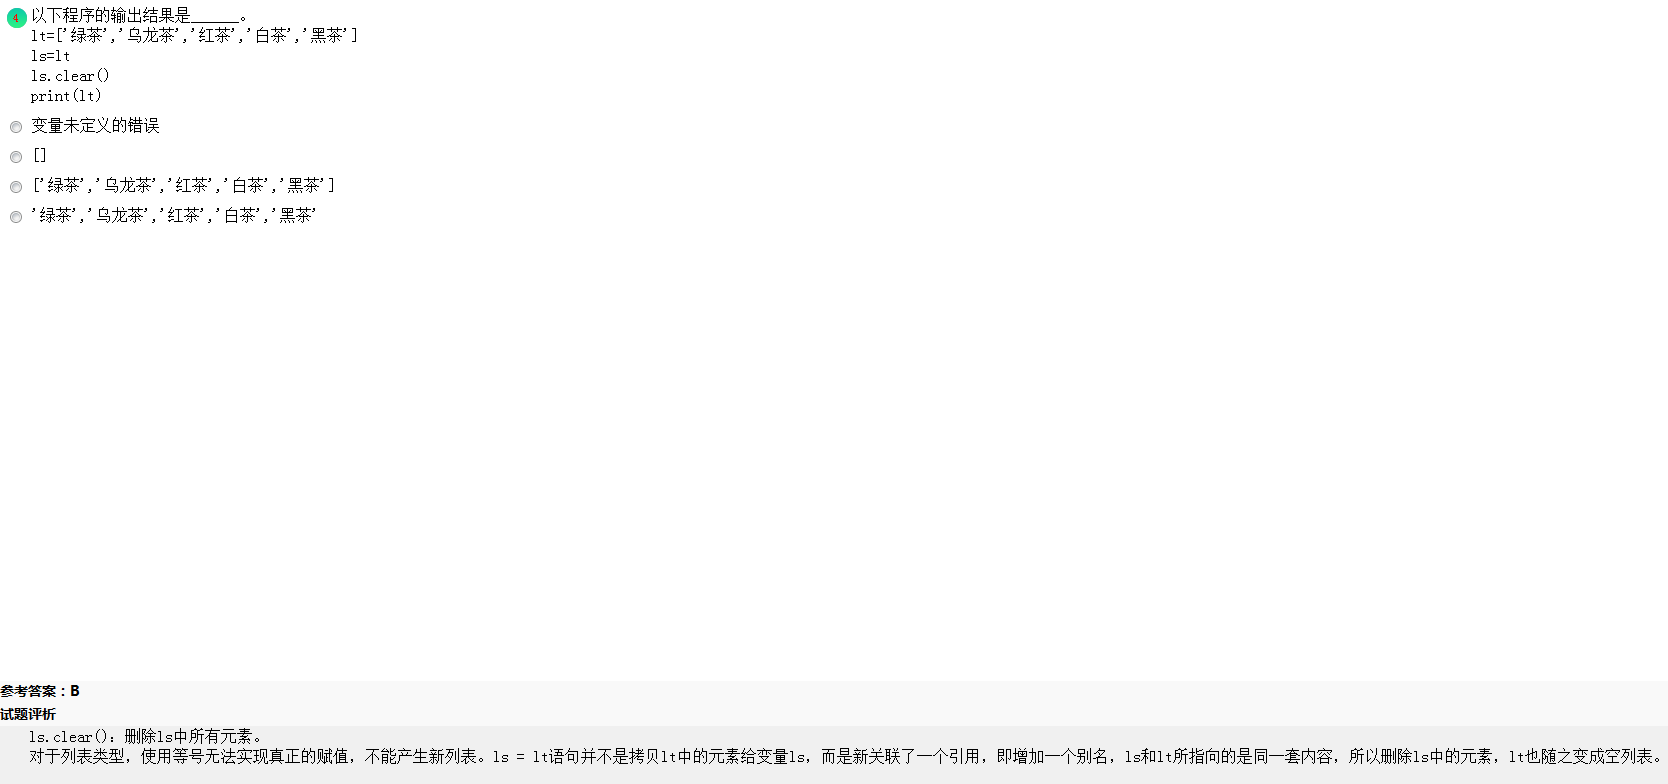 4 以下程序的输出结果是______。
lt=['绿茶','乌龙茶','红茶','白茶','黑茶']
ls=lt
ls.clear()
print(lt)
变量未定义的错误
[]
['绿茶','乌龙茶','红茶','白茶','黑茶']
'绿茶','乌龙茶','红茶','白茶','黑茶'
参考答案：B
试题评析
ls.clear()：删除ls中所有元素。
对于列表类型，使用等号无法实现真正的赋值，不能产生新列表。ls = lt语句并不是拷贝lt中的元素给变量ls，而是新关联了一个引用，即增加一个别名，ls和lt所指向的是同一套内容，所以删除ls中的元素，lt也随之变成空列表。